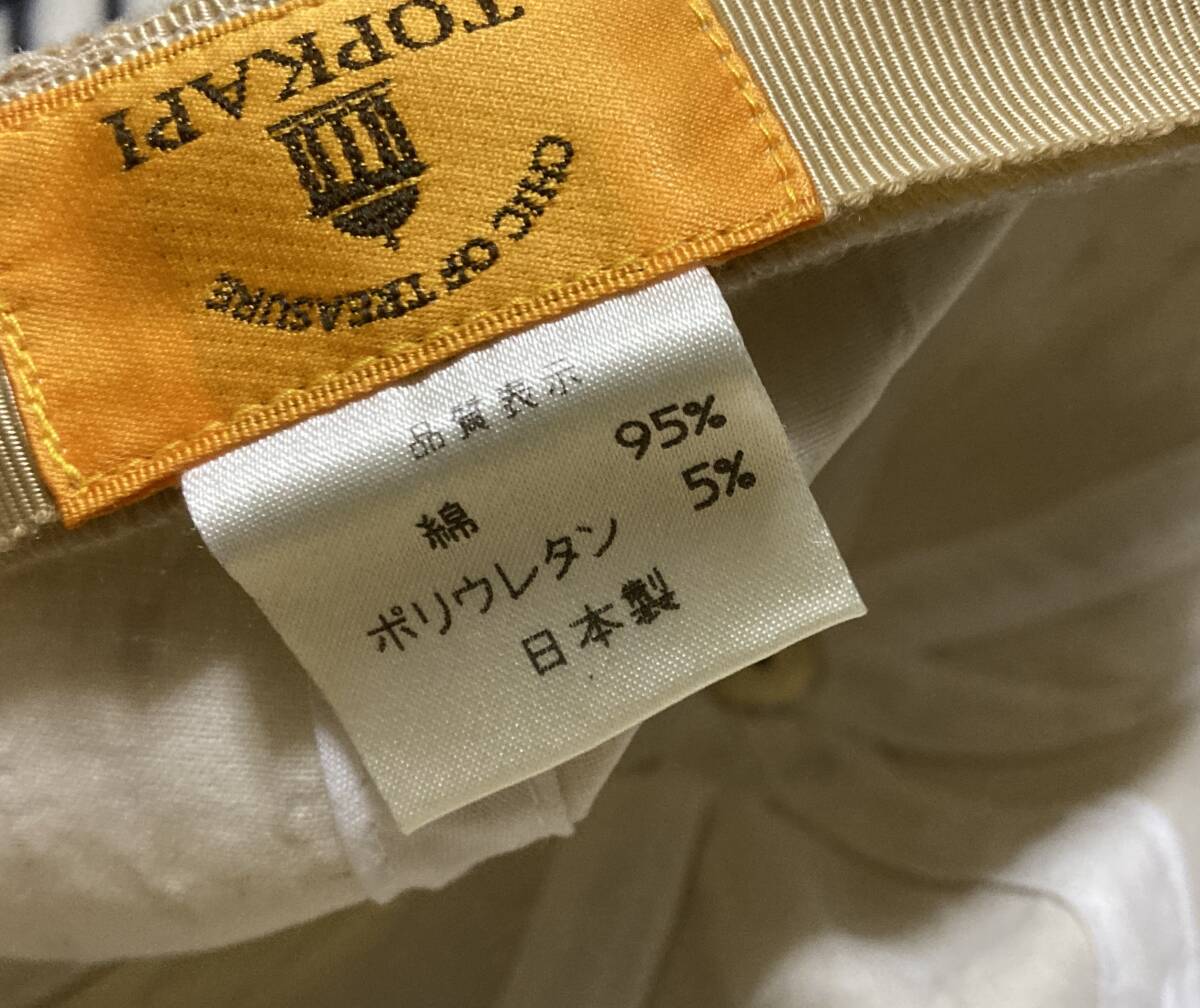 TOPKAPI
CHIC OF TREASURE
品質表示
綿 95%
ポリウレタン 5%
日本製